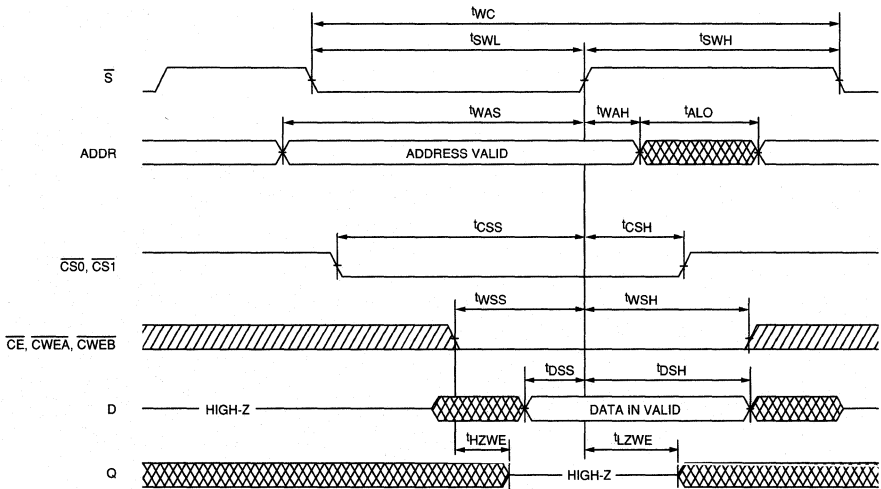 tWC
tSWL tSWH
S
tWAS tWAH tALO
ADDR ADDRESS VALID
tCSS tCSH
CS0, CS1
tWSS tWSH
CE, CWEA, CWEB
tDSS tDSH
D HIGH-Z DATA IN VALID
tHZWE tLZWE
Q HIGH-Z